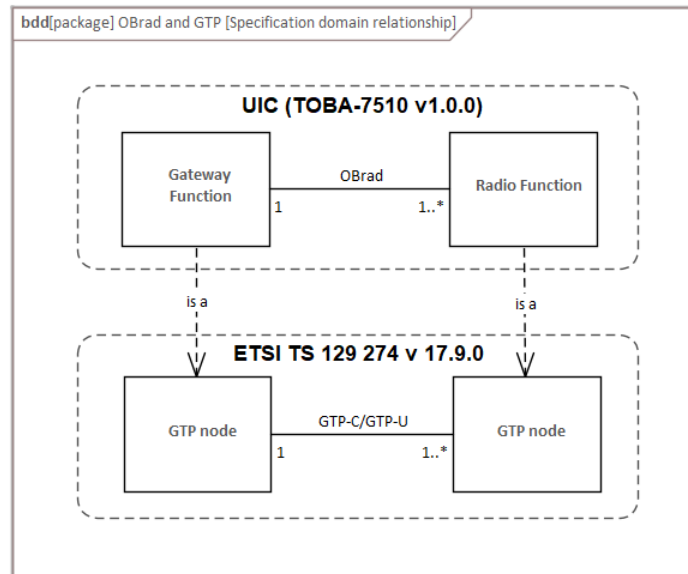 bdd[package] OBrad and GTP [Specification domain relationship]
UIC (TOBA-7510 v1.0.0)
Gateway
Function
OBrad
Radio Function
1
1..*
is a
is a
ETSI TS 129 274 v 17.9.0
GTP node
GTP-C/GTP-U
GTP node
1
1..*